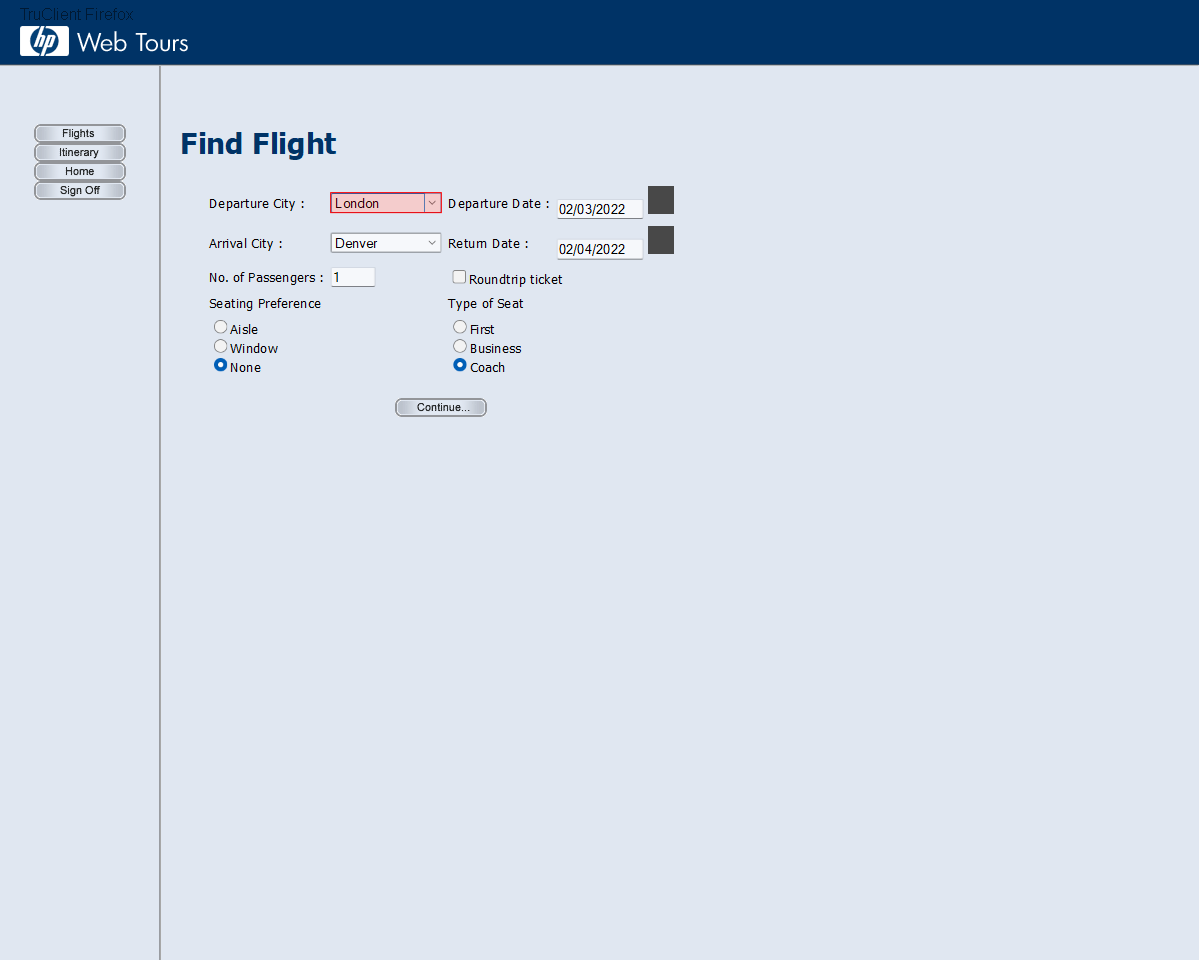 TruClient Firefox
hp Web Tours
Flights
Itinerary
Home
Sign Off
Find Flight
Departure City : London Departure Date : 02/03/2022
Arrival City : Denver Return Date : 02/04/2022
No. of Passengers : 1 Roundtrip ticket
Seating Preference Type of Seat
Aisle First
Window Business
None Coach
Continue...